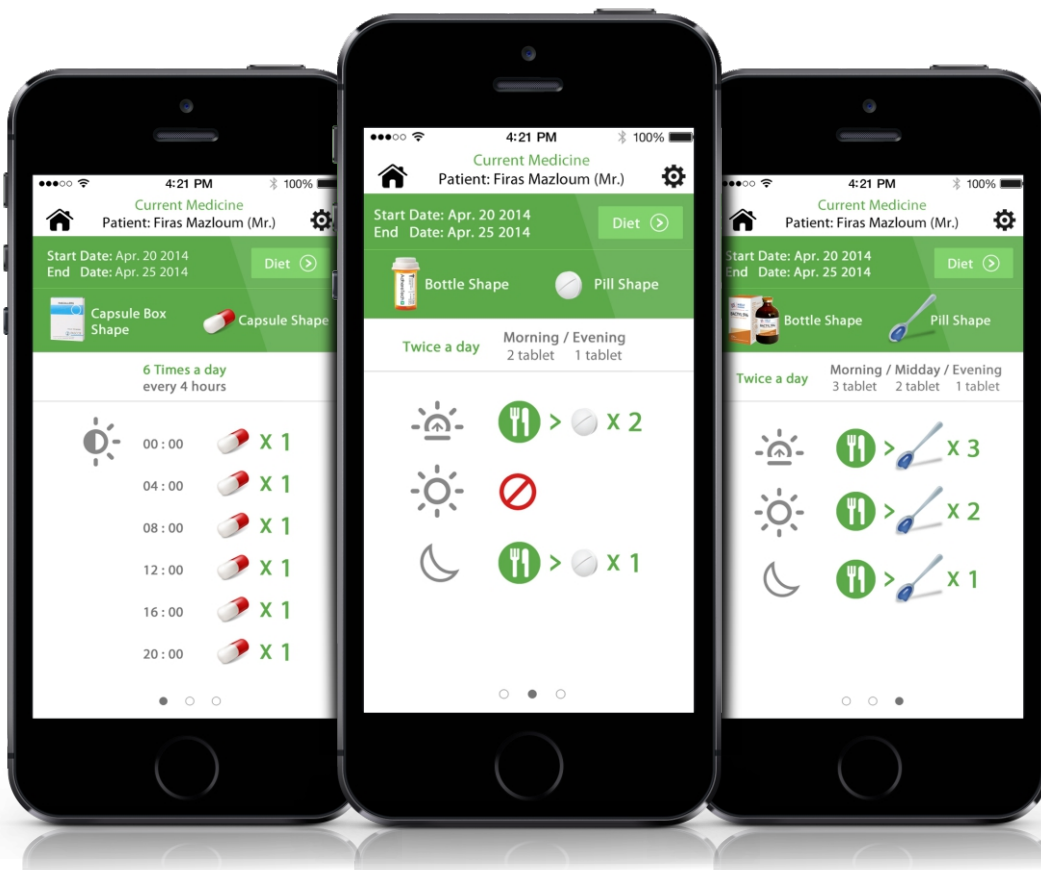 4:21 PM
100%
Current Medicine
Patient: Firas Mazloum (Mr.)
Start Date: Apr. 20 2014
End Date: Apr. 25 2014
Diet
Capsule Box
Shape
Capsule Shape
6 Times a day
every 4 hours
00 : 00
X 1
04 : 00
X 1
08 : 00
X 1
12 : 00
X 1
16 : 00
X 1
20 : 00
X 1
4:21 PM
100%
Current Medicine
Patient: Firas Mazloum (Mr.)
Start Date: Apr. 20 2014
End Date: Apr. 25 2014
Diet
Bottle Shape
Pill Shape
Twice a day
Morning / Evening
2 tablet 1 tablet
> X 2
> X 1
4:21 PM
100%
Current Medicine
Patient: Firas Mazloum (Mr.)
Start Date: Apr. 20 2014
End Date: Apr. 25 2014
Diet
Bottle Shape
Pill Shape
Twice a day
Morning / Midday / Evening
3 tablet 2 tablet 1 tablet
> X 3
> X 2
> X 1